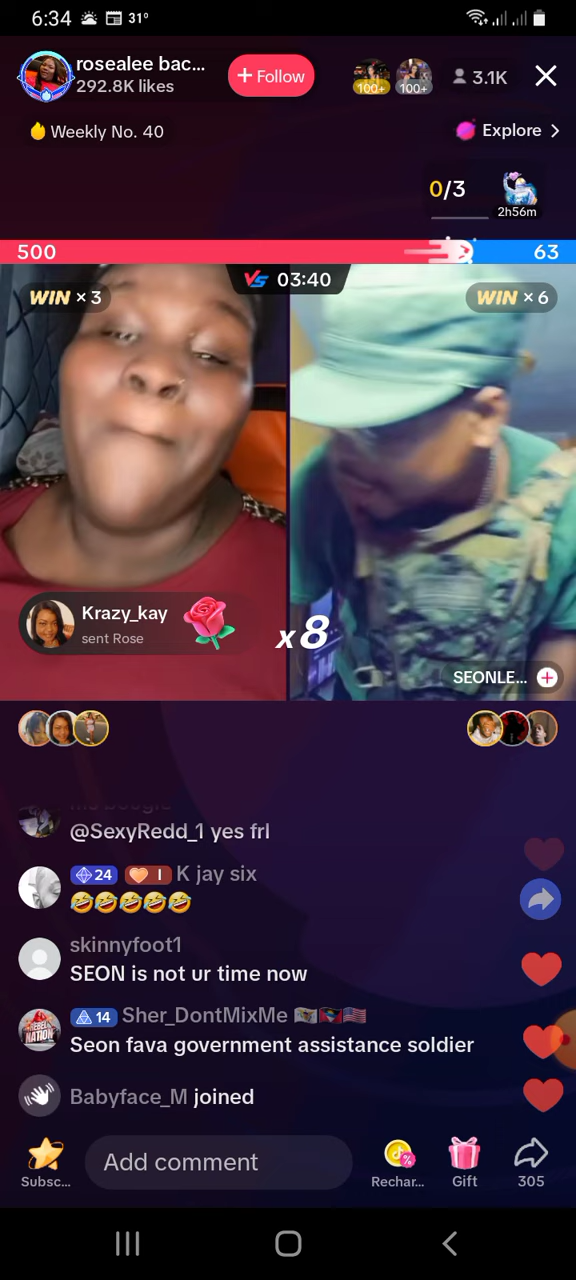 6:34 31°
rosealee bac...
292.8K likes
+ Follow
100+ 100+
3.1K
Weekly No. 40
Explore >
0/3
2h56m
500 63
VS 03:40
WIN × 3 WIN × 6
Krazy_kay
sent Rose
x8
SEONLE...
@SexyRedd_1 yes frl
24 I K jay six
skinnyfoot1
SEON is not ur time now
REBEL NATION
14 Sher_DontMixMe
Seon fava government assistance soldier
Babyface_M joined
Add comment
Subsc... Rechar... Gift 305